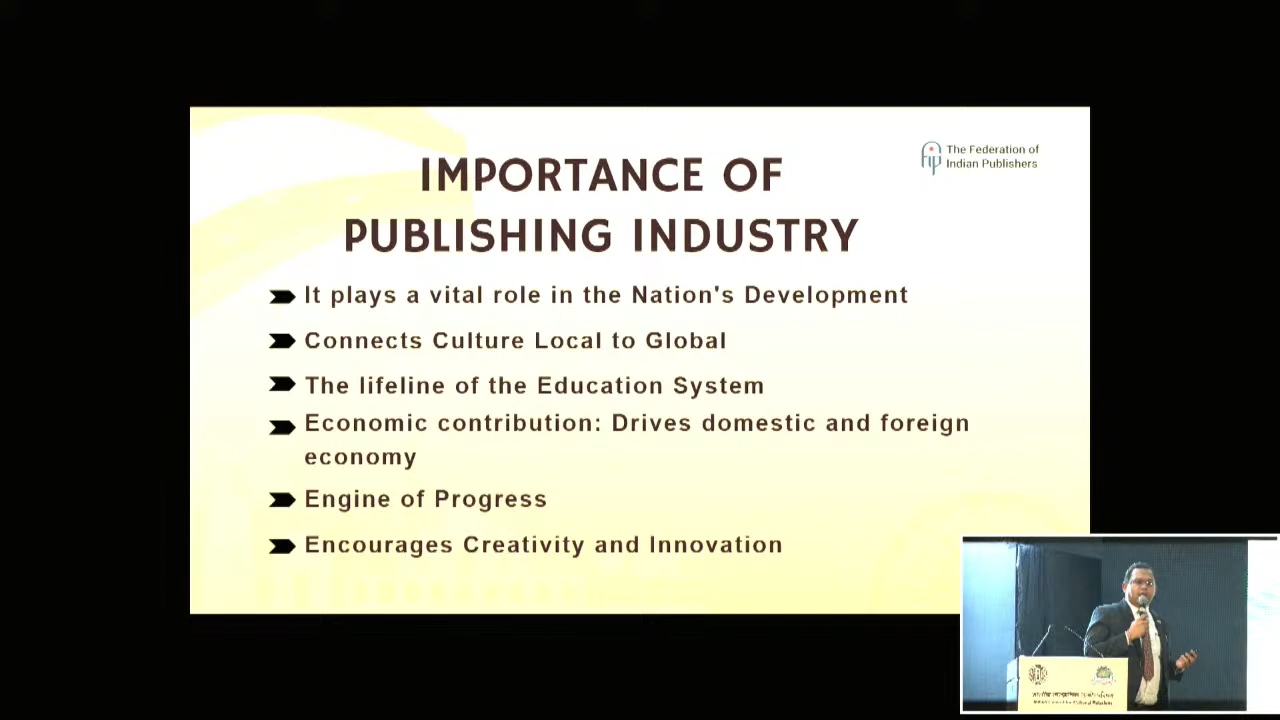 The Federation of
Indian Publishers
IMPORTANCE OF
PUBLISHING INDUSTRY
It plays a vital role in the Nation's Development
Connects Culture Local to Global
The lifeline of the Education System
Economic contribution: Drives domestic and foreign
economy
Engine of Progress
Encourages Creativity and Innovation